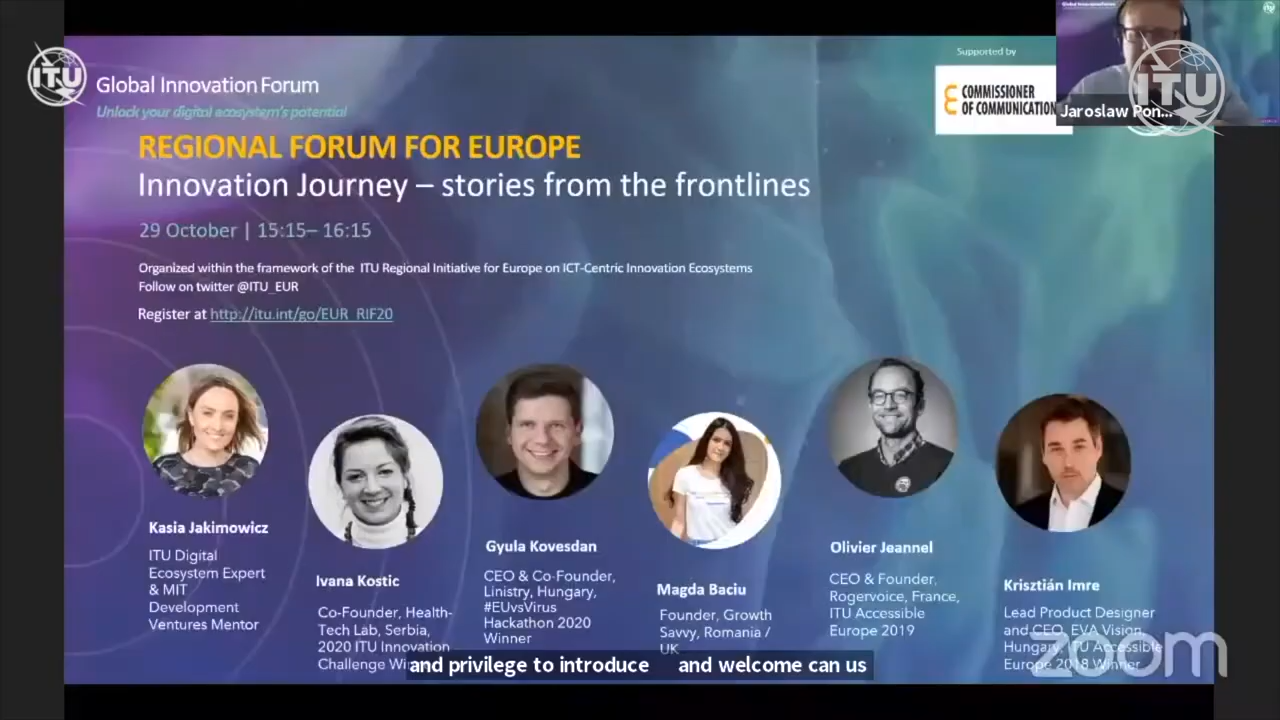 ITU
Global Innovation Forum
Unlock your digital ecosystem's potential
Supported by
COMMISSIONER
OF COMMUNICATION
ITU
Jaroslaw Pon...
REGIONAL FORUM FOR EUROPE
Innovation Journey – stories from the frontlines
29 October | 15:15– 16:15
Organized within the framework of the ITU Regional Initiative for Europe on ICT-Centric Innovation Ecosystems
Follow on twitter @ITU_EUR
Register at http://itu.int/go/EUR_RIF20
Kasia Jakimowicz
ITU Digital
Ecosystem Expert
& MIT
Development
Ventures Mentor
Ivana Kostic
Co-Founder, Health-
Tech Lab, Serbia,
2020 ITU Innovation
Challenge
Gyula Kovesdan
CEO & Co-Founder,
Linistry, Hungary,
#EUvsVirus
Hackathon 2020
Winner
Magda Baciu
Founder, Growth
Savvy, Romania /
UK
Olivier Jeannel
CEO & Founder,
Rogervoice, France,
ITU Accessible
Europe 2019
Krisztián Imre
Lead Product Designer
and CEO, EVA Vision,
Hungary, ITU Accessible
Europe 2018 Winner
and privilege to introduce and welcome can us
zoom